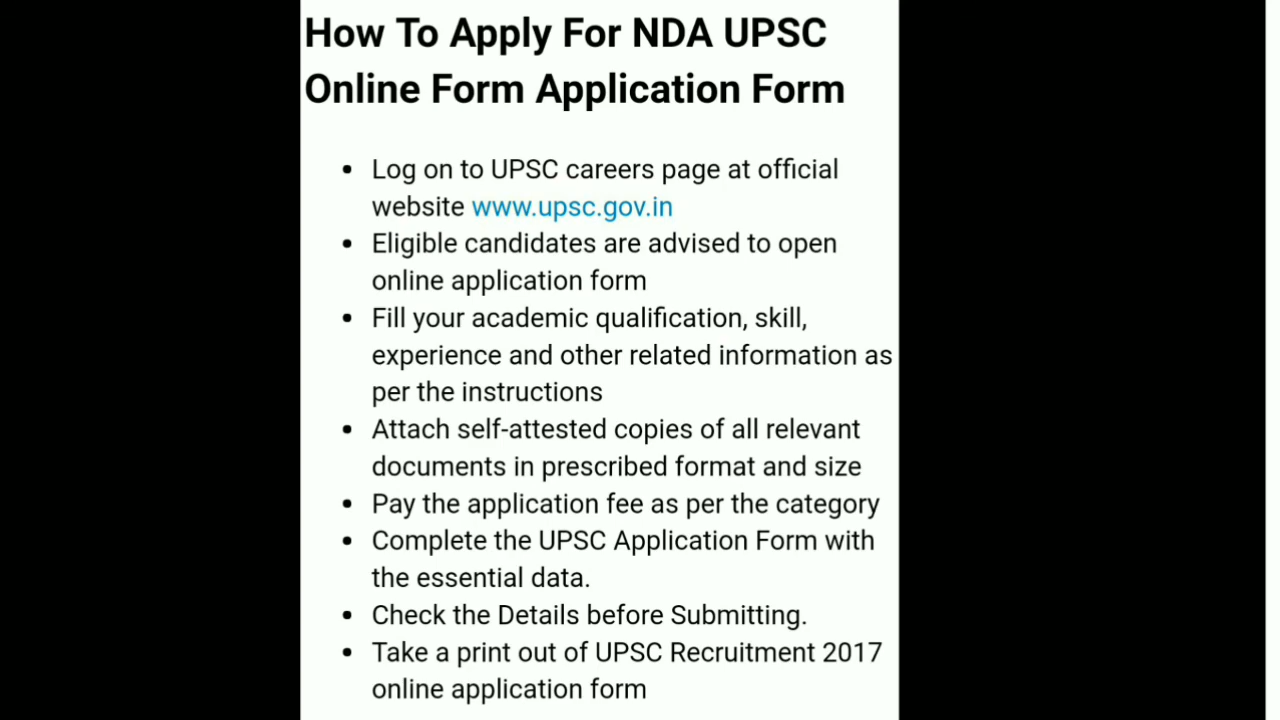 How To Apply For NDA UPSC
Online Form Application Form
• Log on to UPSC careers page at official
website www.upsc.gov.in
• Eligible candidates are advised to open
online application form
• Fill your academic qualification, skill,
experience and other related information as
per the instructions
• Attach self-attested copies of all relevant
documents in prescribed format and size
• Pay the application fee as per the category
• Complete the UPSC Application Form with
the essential data.
• Check the Details before Submitting.
• Take a print out of UPSC Recruitment 2017
online application form